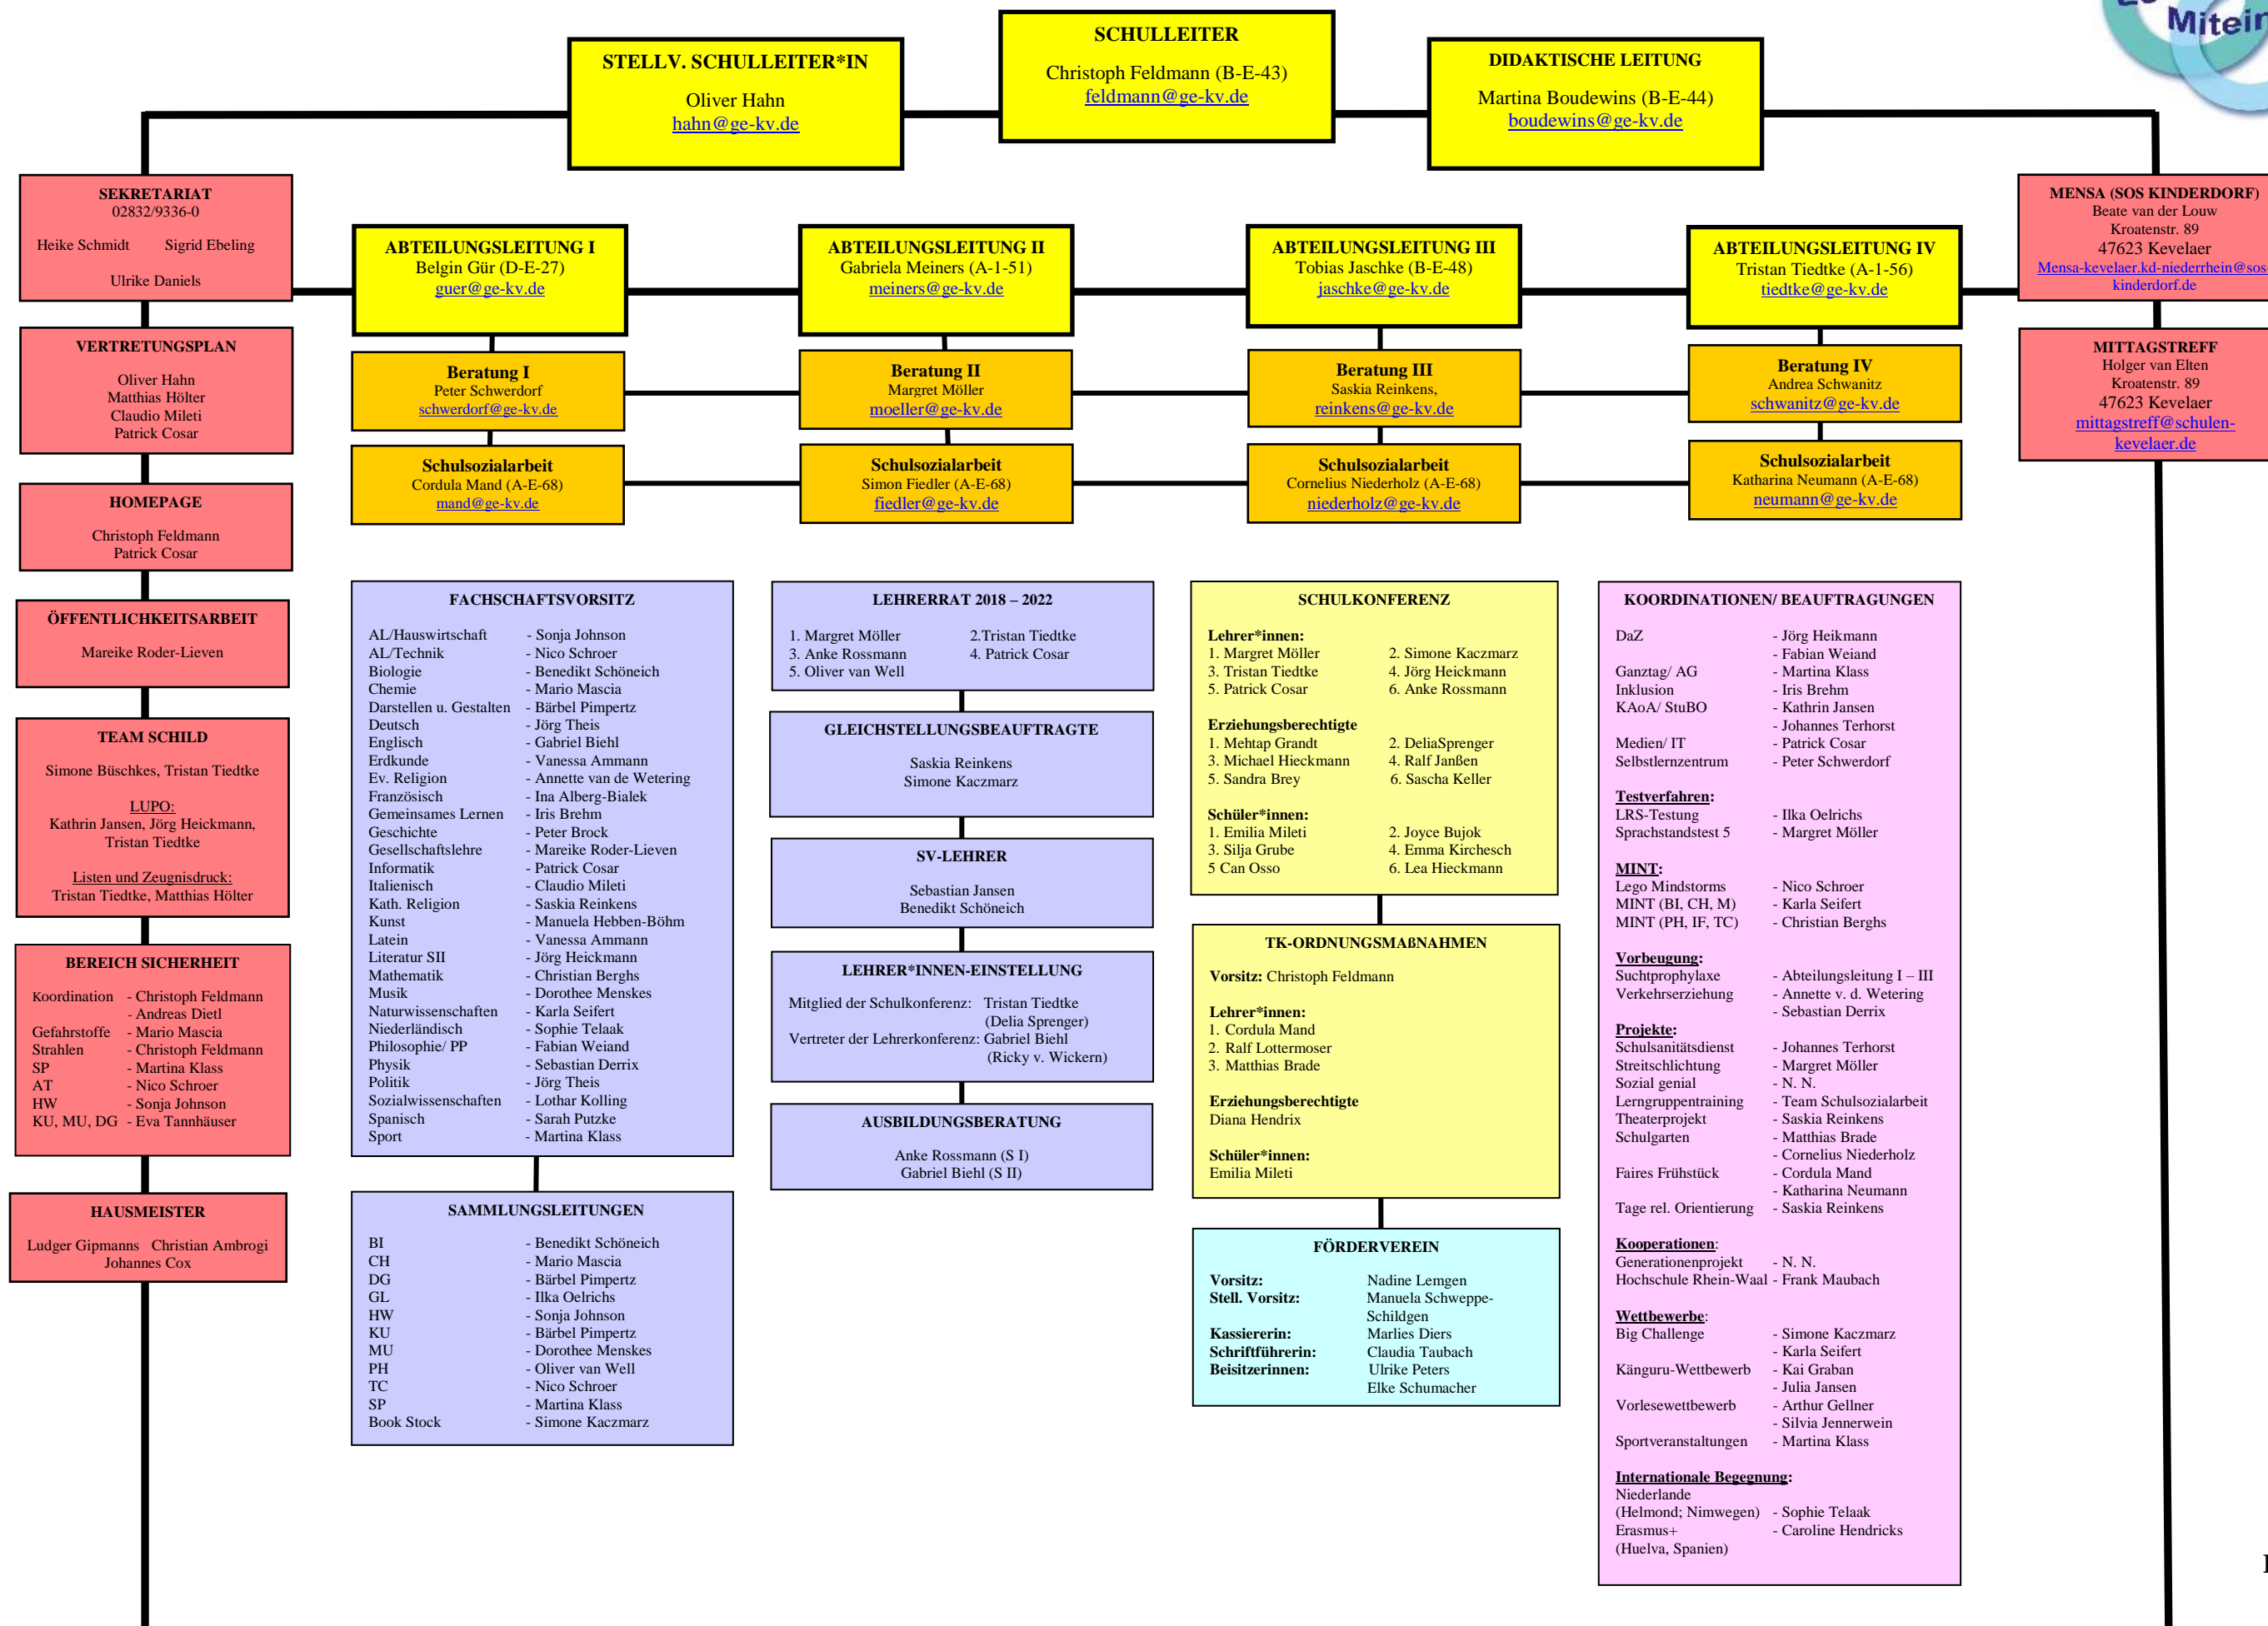 Mitein
SCHULLEITER
Christoph Feldmann (B-E-43)
feldmann@ge-kv.de
STELLV. SCHULLEITER*IN
Oliver Hahn
hahn@ge-kv.de
DIDAKTISCHE LEITUNG
Martina Boudewins (B-E-44)
boudewins@ge-kv.de
SEKRETARIAT
02832/9336-0
Heike Schmidt Sigrid Ebeling
Ulrike Daniels
VERTRETUNGSPLAN
Oliver Hahn
Matthias Hölter
Claudio Mileti
Patrick Cosar
HOMEPAGE
Christoph Feldmann
Patrick Cosar
ÖFFENTLICHKEITSARBEIT
Mareike Roder-Lieven
TEAM SCHILD
Simone Büschkes, Tristan Tiedtke
LUPO:
Kathrin Jansen, Jörg Heickmann,
Tristan Tiedtke
Listen und Zeugnisdruck:
Tristan Tiedtke, Matthias Hölter
BEREICH SICHERHEIT
Koordination - Christoph Feldmann
- Andreas Dietl
Gefahrstoffe - Mario Mascia
Strahlen - Christoph Feldmann
SP - Martina Klass
AT - Nico Schroer
HW - Sonja Johnson
KU, MU, DG - Eva Tannhäuser
HAUSMEISTER
Ludger Gipmanns Christian Ambrogi
Johannes Cox
ABTEILUNGSLEITUNG I
Belgin Gür (D-E-27)
guer@ge-kv.de
ABTEILUNGSLEITUNG II
Gabriela Meiners (A-1-51)
meiners@ge-kv.de
ABTEILUNGSLEITUNG III
Tobias Jaschke (B-E-48)
jaschke@ge-kv.de
ABTEILUNGSLEITUNG IV
Tristan Tiedtke (A-1-56)
tiedtke@ge-kv.de
Beratung I
Peter Schwerdorf
schwerdorf@ge-kv.de
Beratung II
Margret Möller
moeller@ge-kv.de
Beratung III
Saskia Reinkens,
reinkens@ge-kv.de
Beratung IV
Andrea Schwanitz
schwanitz@ge-kv.de
Schulsozialarbeit
Cordula Mand (A-E-68)
mand@ge-kv.de
Schulsozialarbeit
Simon Fiedler (A-E-68)
fiedler@ge-kv.de
Schulsozialarbeit
Cornelius Niederholz (A-E-68)
niederholz@ge-kv.de
Schulsozialarbeit
Katharina Neumann (A-E-68)
neumann@ge-kv.de
MENSA (SOS KINDERDORF)
Beate van der Louw
Kroatenstr. 89
47623 Kevelaer
Mensa-kevelaer.kd-niederrhein@sos-
kinderdorf.de
MITTAGSTREFF
Holger van Elten
Kroatenstr. 89
47623 Kevelaer
mittagstreff@schulen-
kevelaer.de
FACHSCHAFTSVORSITZ
AL/Hauswirtschaft - Sonja Johnson
AL/Technik - Nico Schroer
Biologie - Benedikt Schöneich
Chemie - Mario Mascia
Darstellen u. Gestalten - Bärbel Pimpertz
Deutsch - Jörg Theis
Englisch - Gabriel Biehl
Erdkunde - Vanessa Ammann
Ev. Religion - Annette van de Wetering
Französisch - Ina Alberg-Bialek
Gemeinsames Lernen - Iris Brehm
Geschichte - Peter Brock
Gesellschaftslehre - Mareike Roder-Lieven
Informatik - Patrick Cosar
Italienisch - Claudio Mileti
Kath. Religion - Saskia Reinkens
Kunst - Manuela Hebben-Böhm
Latein - Vanessa Ammann
Literatur SII - Jörg Heickmann
Mathematik - Christian Berghs
Musik - Dorothee Menskes
Naturwissenschaften - Karla Seifert
Niederländisch - Sophie Telaak
Philosophie/ PP - Fabian Weiand
Physik - Sebastian Derrix
Politik - Jörg Theis
Sozialwissenschaften - Lothar Kolling
Spanisch - Sarah Putzke
Sport - Martina Klass
SAMMLUNGSLEITUNGEN
BI - Benedikt Schöneich
CH - Mario Mascia
DG - Bärbel Pimpertz
GL - Ilka Oelrichs
HW - Sonja Johnson
KU - Bärbel Pimpertz
MU - Dorothee Menskes
PH - Oliver van Well
TC - Nico Schroer
SP - Martina Klass
Book Stock - Simone Kaczmarz
LEHRERRAT 2018 – 2022
1. Margret Möller 2.Tristan Tiedtke
3. Anke Rossmann 4. Patrick Cosar
5. Oliver van Well
GLEICHSTELLUNGSBEAUFTRAGTE
Saskia Reinkens
Simone Kaczmarz
SV-LEHRER
Sebastian Jansen
Benedikt Schöneich
LEHRER*INNEN-EINSTELLUNG
Mitglied der Schulkonferenz: Tristan Tiedtke
(Delia Sprenger)
Vertreter der Lehrerkonferenz: Gabriel Biehl
(Ricky v. Wickern)
AUSBILDUNGSBERATUNG
Anke Rossmann (S I)
Gabriel Biehl (S II)
SCHULKONFERENZ
Lehrer*innen:
1. Margret Möller 2. Simone Kaczmarz
3. Tristan Tiedtke 4. Jörg Heickmann
5. Patrick Cosar 6. Anke Rossmann
Erziehungsberechtigte
1. Mehtap Grandt 2. DeliaSprenger
3. Michael Hieckmann 4. Ralf Janßen
5. Sandra Brey 6. Sascha Keller
Schüler*innen:
1. Emilia Mileti 2. Joyce Bujok
3. Silja Grube 4. Emma Kirchesch
5 Can Osso 6. Lea Hieckmann
TK-ORDNUNGSMAßNAHMEN
Vorsitz: Christoph Feldmann
Lehrer*innen:
1. Cordula Mand
2. Ralf Lottermoser
3. Matthias Brade
Erziehungsberechtigte
Diana Hendrix
Schüler*innen:
Emilia Mileti
FÖRDERVEREIN
Vorsitz: Nadine Lemgen
Stell. Vorsitz: Manuela Schweppe-
Schildgen
Kassiererin: Marlies Diers
Schriftführerin: Claudia Taubach
Beisitzerinnen: Ulrike Peters
Elke Schumacher
KOORDINATIONEN/ BEAUFTRAGUNGEN
DaZ - Jörg Heikmann
- Fabian Weiand
Ganztag/ AG - Martina Klass
Inklusion - Iris Brehm
KAoA/ StuBO - Kathrin Jansen
- Johannes Terhorst
Medien/ IT - Patrick Cosar
Selbstlernzentrum - Peter Schwerdorf
Testverfahren:
LRS-Testung - Ilka Oelrichs
Sprachstandstest 5 - Margret Möller
MINT:
Lego Mindstorms - Nico Schroer
MINT (BI, CH, M) - Karla Seifert
MINT (PH, IF, TC) - Christian Berghs
Vorbeugung:
Suchtprophylaxe - Abteilungsleitung I – III
Verkehrserziehung - Annette v. d. Wetering
- Sebastian Derrix
Projekte:
Schulsanitätsdienst - Johannes Terhorst
Streitschlichtung - Margret Möller
Sozial genial - N. N.
Lerngruppentraining - Team Schulsozialarbeit
Theaterprojekt - Saskia Reinkens
Schulgarten - Matthias Brade
- Cornelius Niederholz
Faires Frühstück - Cordula Mand
- Katharina Neumann
Tage rel. Orientierung - Saskia Reinkens
Kooperationen:
Generationenprojekt - N. N.
Hochschule Rhein-Waal - Frank Maubach
Wettbewerbe:
Big Challenge - Simone Kaczmarz
- Karla Seifert
Känguru-Wettbewerb - Kai Graban
- Julia Jansen
Vorlesewettbewerb - Arthur Gellner
- Silvia Jennerwein
Sportveranstaltungen - Martina Klass
Internationale Begegnung:
Niederlande
(Helmond; Nimwegen) - Sophie Telaak
Erasmus+ - Caroline Hendricks
(Huelva, Spanien)